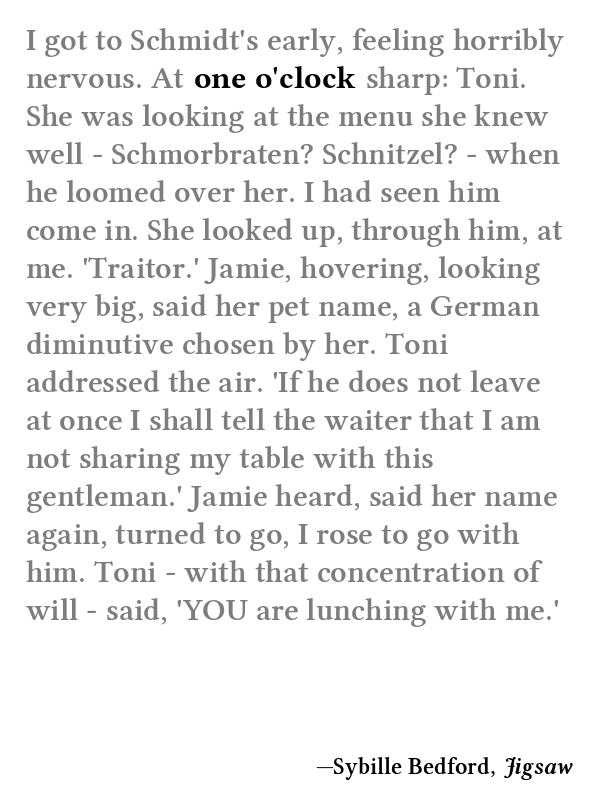 I got to Schmidt's early, feeling horribly
nervous. At one o'clock sharp: Toni.
She was looking at the menu she knew
well - Schmorbraten? Schnitzel? - when
he loomed over her. I had seen him
come in. She looked up, through him, at
me. 'Traitor.' Jamie, hovering, looking
very big, said her pet name, a German
diminutive chosen by her. Toni
addressed the air. 'If he does not leave
at once I shall tell the waiter that I am
not sharing my table with this
gentleman.' Jamie heard, said her name
again, turned to go, I rose to go with
him. Toni - with that concentration of
will - said, 'YOU are lunching with me.'
—Sybille Bedford, Jigsaw